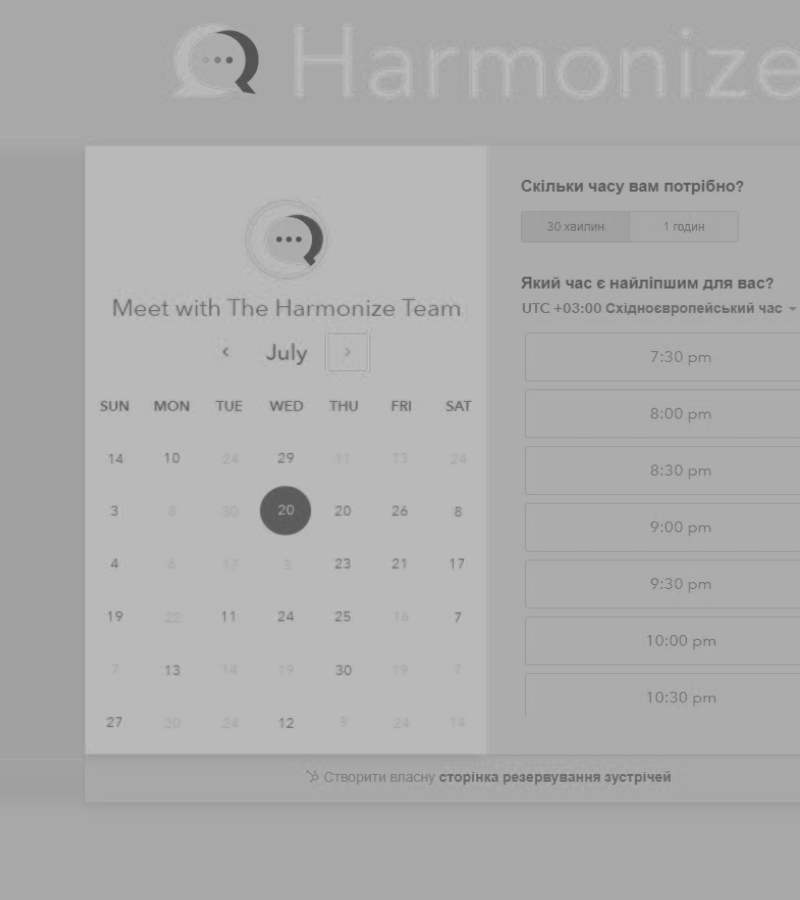 Harmonize
Meet with The Harmonize Team
‹ July ›
SUN MON TUE WED THU FRI SAT
14 10 24 29 11 13 24
3 8 30 20 20 26 8
4 6 17 3 23 21 17
19 22 11 24 25 16 7
7 13 14 19 30 19 7
27 20 24 12 9 24 14
Скільки часу вам потрібно?
30 хвилин 1 годин
Який час є найліпшим для вас?
UTC +03:00 Східноєвропейський час
7:30 pm
8:00 pm
8:30 pm
9:00 pm
9:30 pm
10:00 pm
10:30 pm
Створити власну сторінка резервування зустрічей